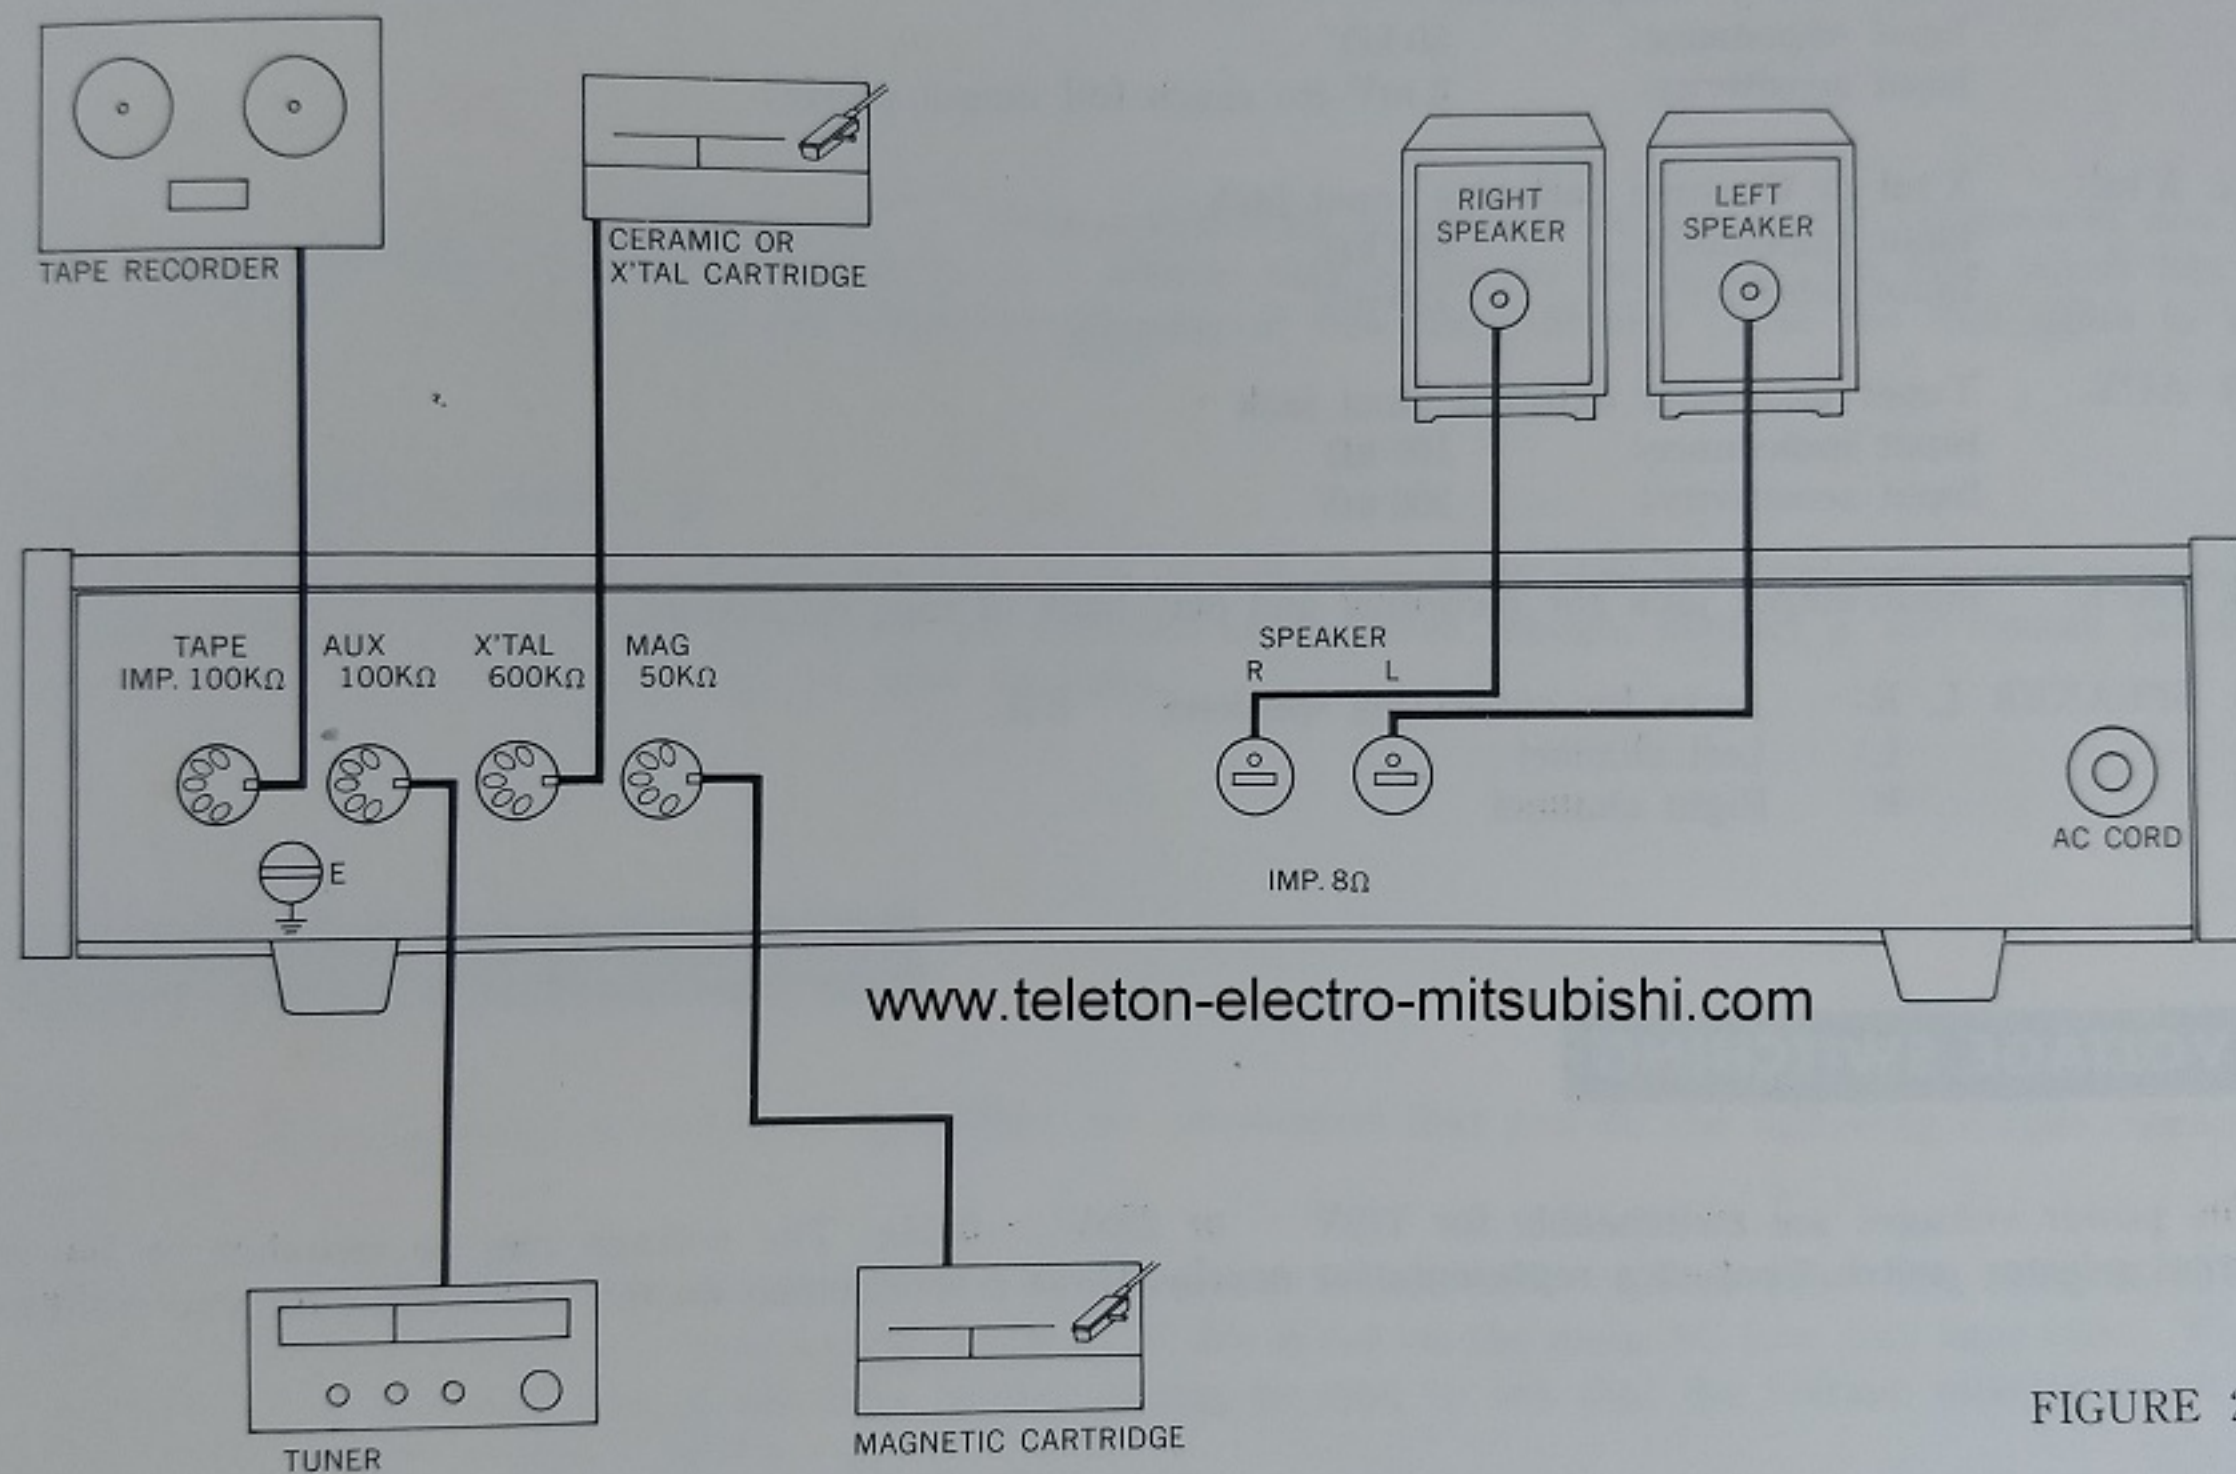 TAPE RECORDER
CERAMIC OR
X'TAL CARTRIDGE
RIGHT
SPEAKER
LEFT
SPEAKER
TAPE
IMP. 100KΩ
AUX
100KΩ
X'TAL
600KΩ
MAG
50KΩ
SPEAKER
R L
E
IMP. 8Ω
AC CORD
www.teleton-electro-mitsubishi.com
TUNER
MAGNETIC CARTRIDGE
FIGURE